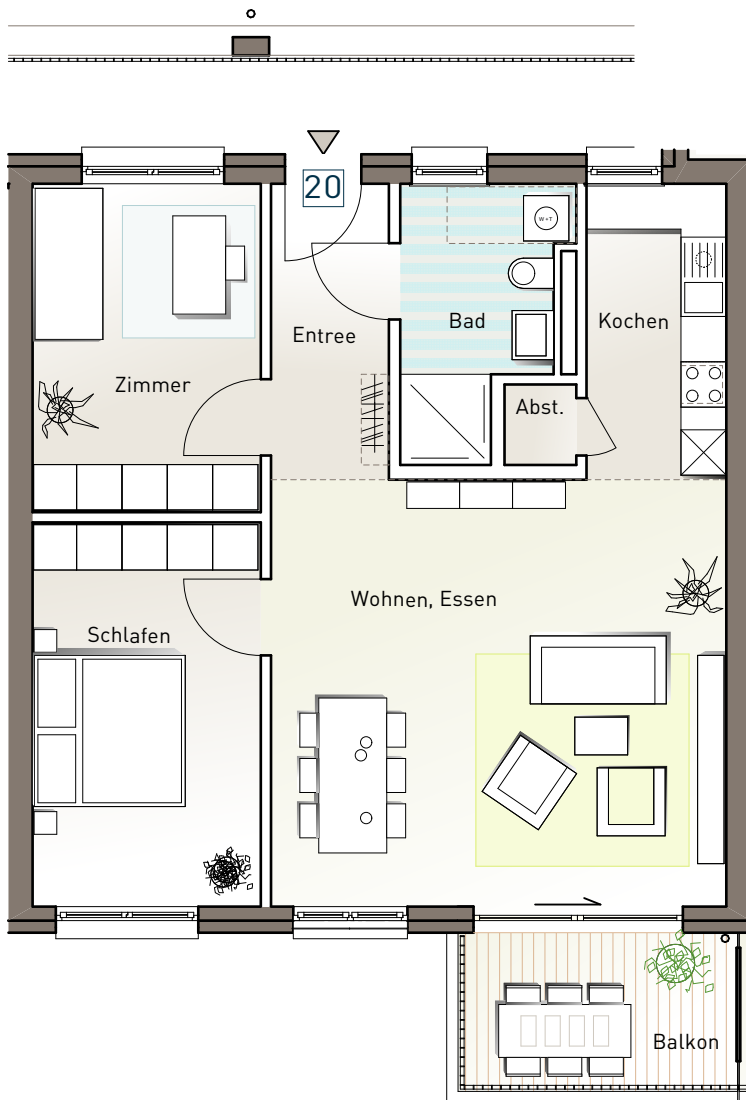 20
W+T
Entree
Bad
Kochen
Zimmer
Abst.
Wohnen, Essen
Schlafen
Balkon